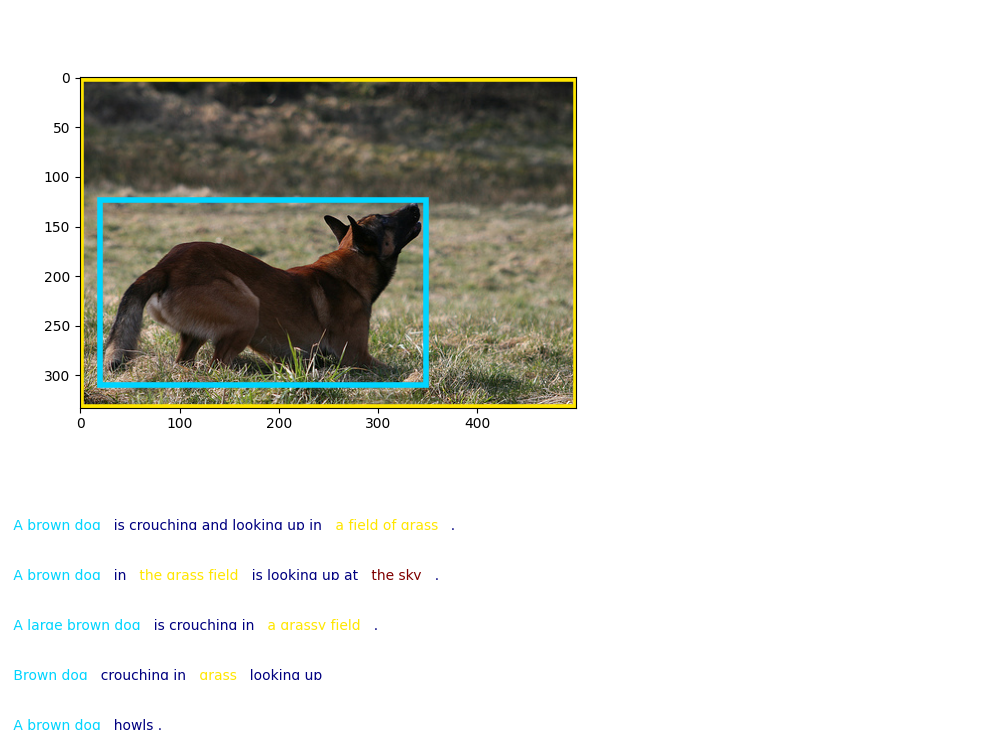 0
50
100
150
200
250
300
0 100 200 300 400
A brown dog is crouching and looking up in a field of grass .
A brown dog in the grass field is looking up at the sky .
A large brown dog is crouching in a grassy field .
Brown dog crouching in grass looking up
A brown dog howls .